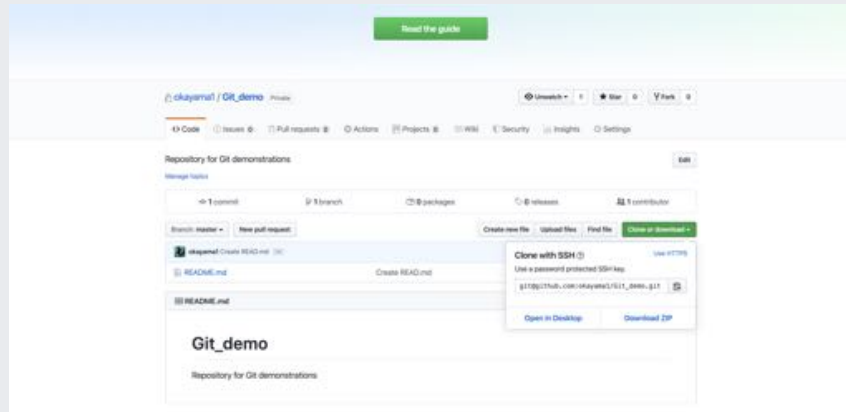 Read the guide
okayama1 / Git_demo Private
Unwatch 1 Star 0 Fork 0
Code Issues 0 Pull requests 0 Actions Projects 0 Wiki Security Insights Settings
Repository for Git demonstrations Edit
Manage topics
1 commit 1 branch 0 packages 0 releases 1 contributor
Branch: master New pull request Create new file Upload files Find file Clone or download
okayama1 Create READ.md
README.md Create READ.md
Clone with SSH Use HTTPS
Use a password protected SSH key.
git@github.com:okayama1/Git_demo.git
Open in Desktop Download ZIP
README.md
Git_demo
Repository for Git demonstrations